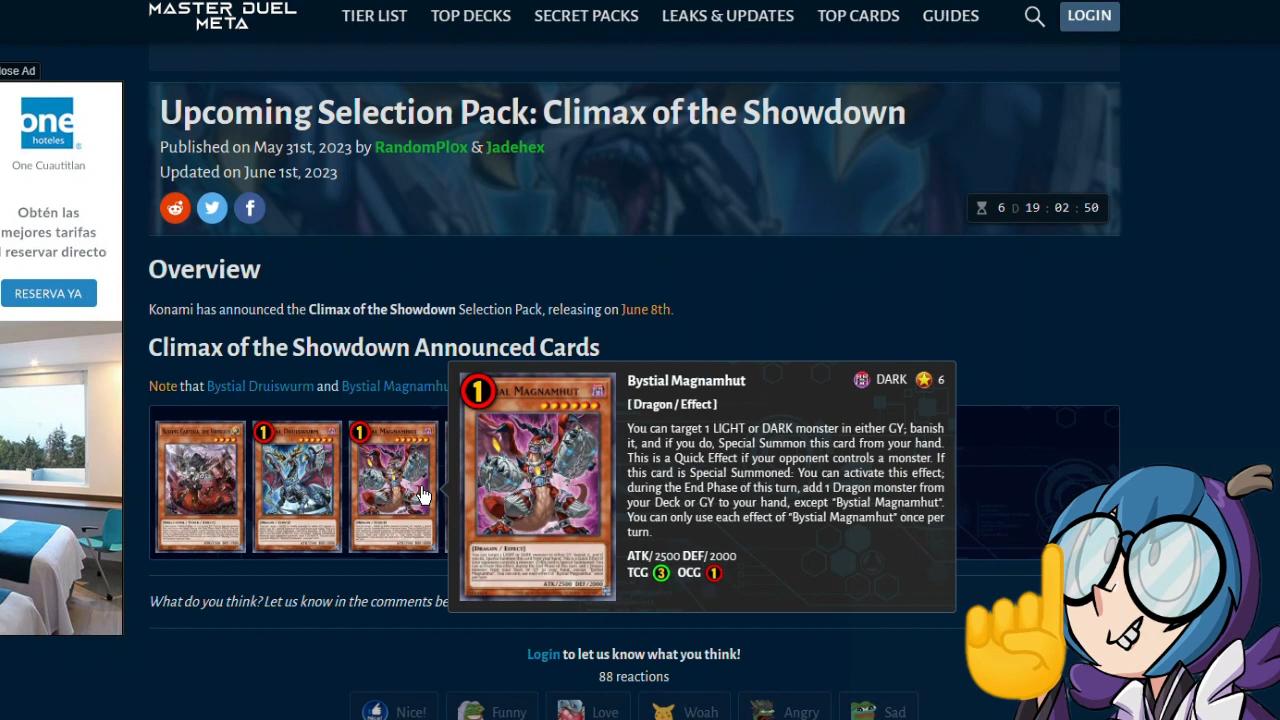 MASTER DUEL
META
TIER LIST
TOP DECKS
SECRET PACKS
LEAKS & UPDATES
TOP CARDS
GUIDES
LOGIN
lose Ad
one
hoteles
One Cuautitlan
Obtén las
mejores tarifas
l reservar directo
RESERVA YA
Upcoming Selection Pack: Climax of the Showdown
Published on May 31st, 2023 by RandomPl0x & Jadehex
Updated on June 1st, 2023
6 D 19 : 02 : 50
Overview
Konami has announced the Climax of the Showdown Selection Pack, releasing on June 8th.
Climax of the Showdown Announced Cards
Note that Bystial Druiswurm and Bystial Magnamhu
1
1
1
Bystial Magnamhut
DARK 6
[ Dragon / Effect ]
You can target 1 LIGHT or DARK monster in either GY; banish
it, and if you do, Special Summon this card from your hand.
This is a Quick Effect if your opponent controls a monster. If
this card is Special Summoned: You can activate this effect;
during the End Phase of this turn, add 1 Dragon monster from
your Deck or GY to your hand, except "Bystial Magnamhut".
You can only use each effect of "Bystial Magnamhut" once per
turn.
ATK/ 2500 DEF/ 2000
TCG 3 OCG 1
[DRAGON / EFFECT]
ATK/2500 DEF/2000
What do you think? Let us know in the comments be
Login to let us know what you think!
88 reactions
Nice!
Funny
Love
Woah
Angry
Sad